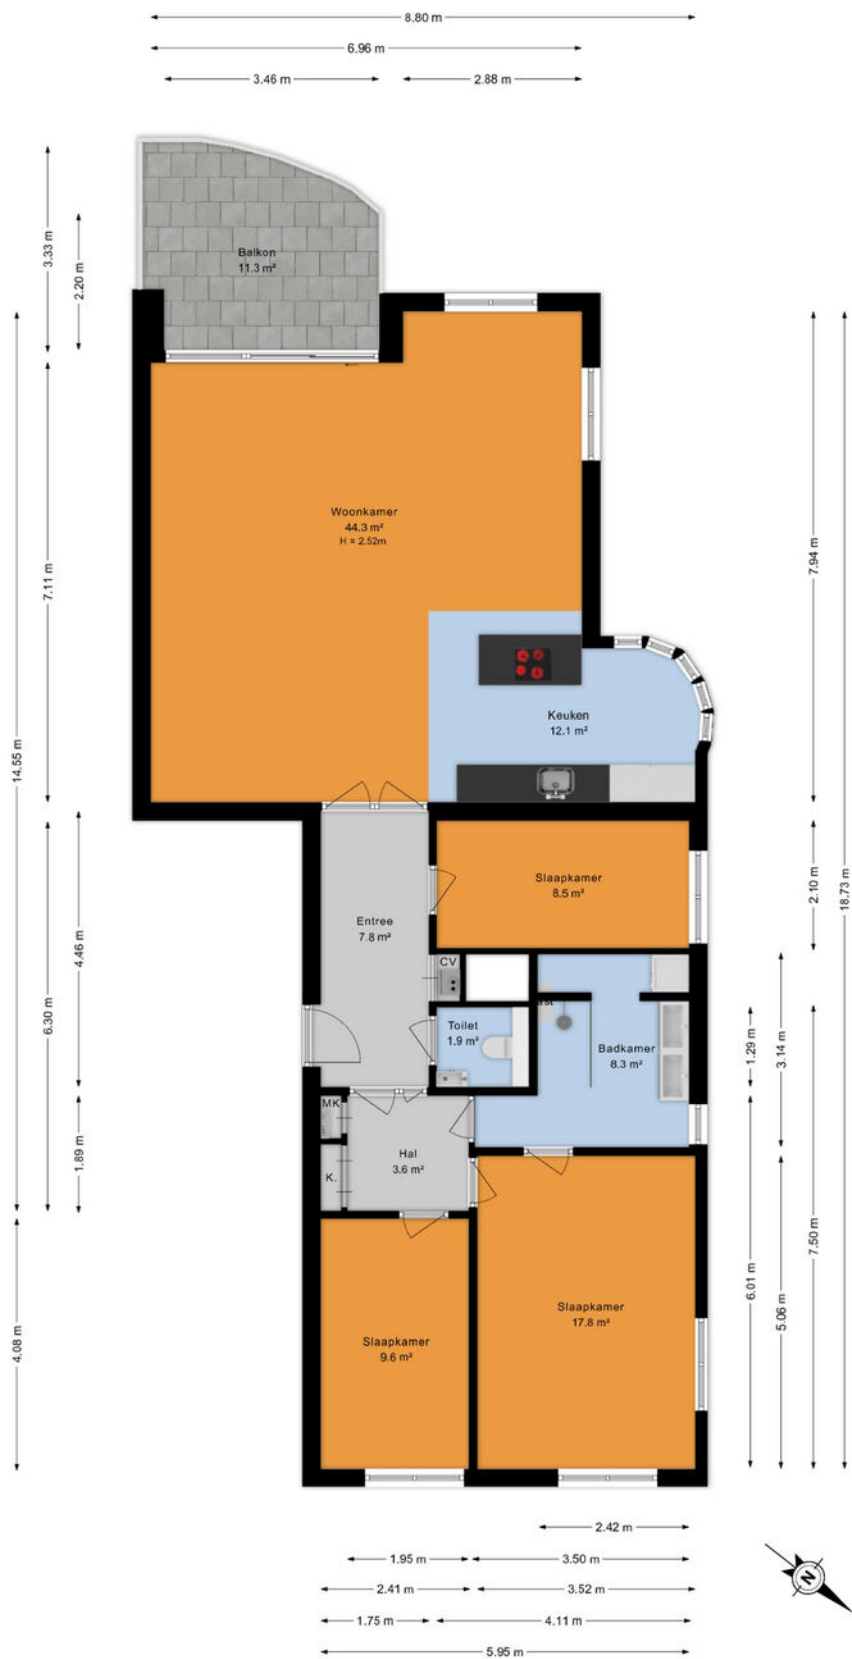 8.80 m
6.96 m
3.46 m
2.88 m
3.33 m
2.20 m
Balkon
11.3 m²
Woonkamer
44.3 m²
H = 2.52m
7.11 m
7.94 m
14.55 m
18.73 m
Keuken
12.1 m²
Slaapkamer
8.5 m²
2.10 m
Entree
7.8 m²
4.46 m
6.30 m
CV
Toilet
1.9 m²
Badkamer
8.3 m²
1.29 m
3.14 m
MK
K.
Hal
3.6 m²
1.89 m
Slaapkamer
17.8 m²
Slaapkamer
9.6 m²
4.08 m
6.01 m
5.06 m
7.50 m
2.42 m
1.95 m
3.50 m
2.41 m
3.52 m
1.75 m
4.11 m
5.95 m
N